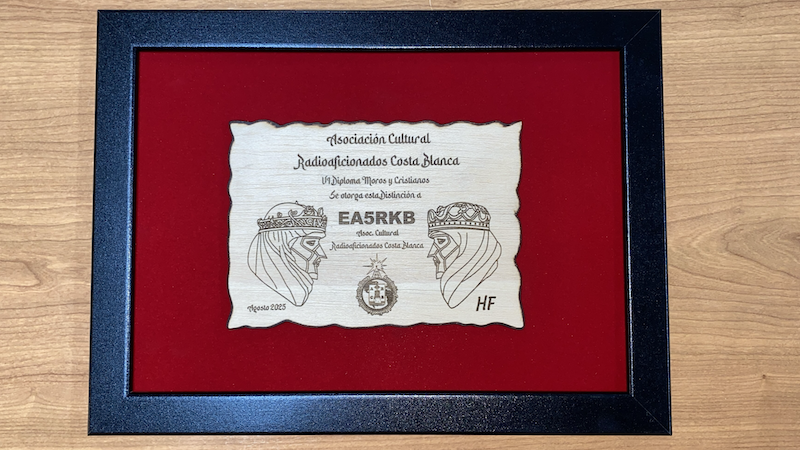 Asociación Cultural
Radioaficionados Costa Blanca
VI Diploma Moros y Cristianos
Se otorga esta Distinción a
EA5RKB
Asoc. Cultural
Radioaficionados Costa Blanca
Agosto 2025
HF